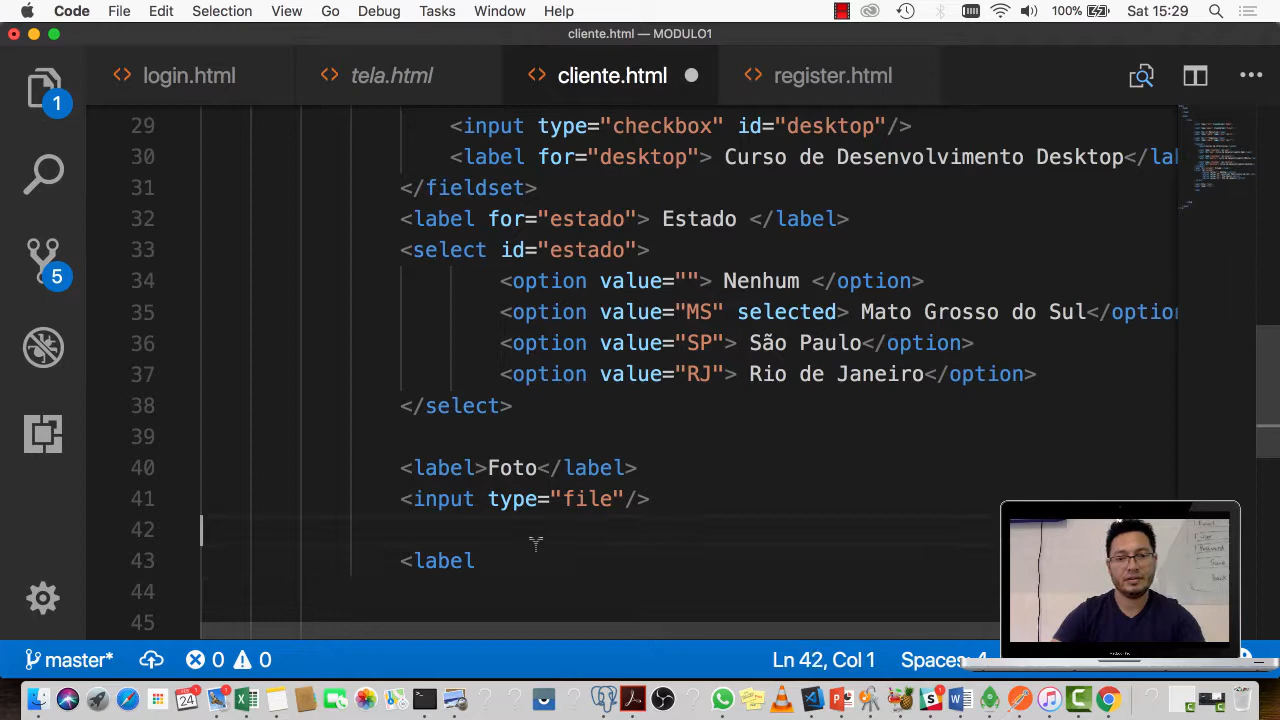 Code File Edit Selection View Go Debug Tasks Window Help 100% Sat 15:29
cliente.html — MODULO1
login.html tela.html cliente.html register.html
1
5
29 <input type="checkbox" id="desktop"/>
30 <label for="desktop"> Curso de Desenvolvimento Desktop</la
31 </fieldset>
32 <label for="estado"> Estado </label>
33 <select id="estado">
34 <option value=""> Nenhum </option>
35 <option value="MS" selected> Mato Grosso do Sul</optio
36 <option value="SP"> São Paulo</option>
37 <option value="RJ"> Rio de Janeiro</option>
38 </select>
39
40 <label>Foto</label>
41 <input type="file"/>
42
43 <label
44
45
master* 0 0 Ln 42, Col 1 Spaces: 4